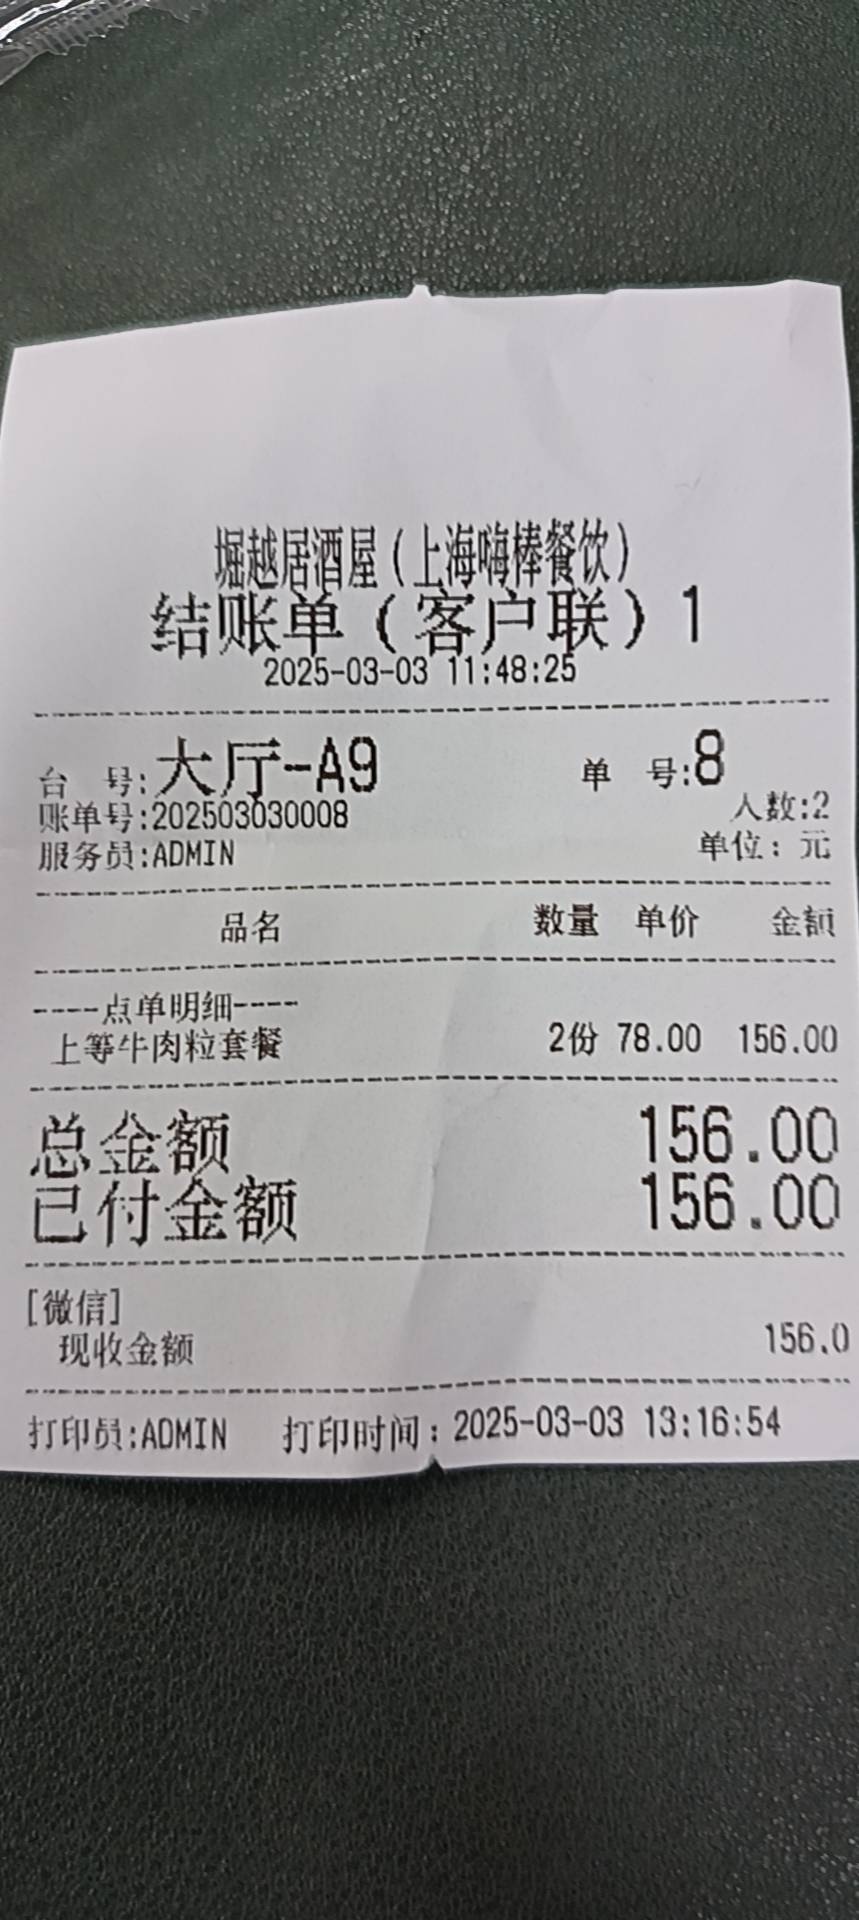 堀越居酒屋(上海嗨棒餐饮)
结账单(客户联)1
2025-03-03 11:48:25
台 号:大厅-A9 单 号:8
账单号:202503030008 人数:2
服务员:ADMIN 单位: 元
品名 数量 单价 金额
----点单明细----
上等牛肉粒套餐 2份 78.00 156.00
总金额 156.00
已付金额 156.00
[微信]
现收金额 156.0
打印员:ADMIN 打印时间: 2025-03-03 13:16:54